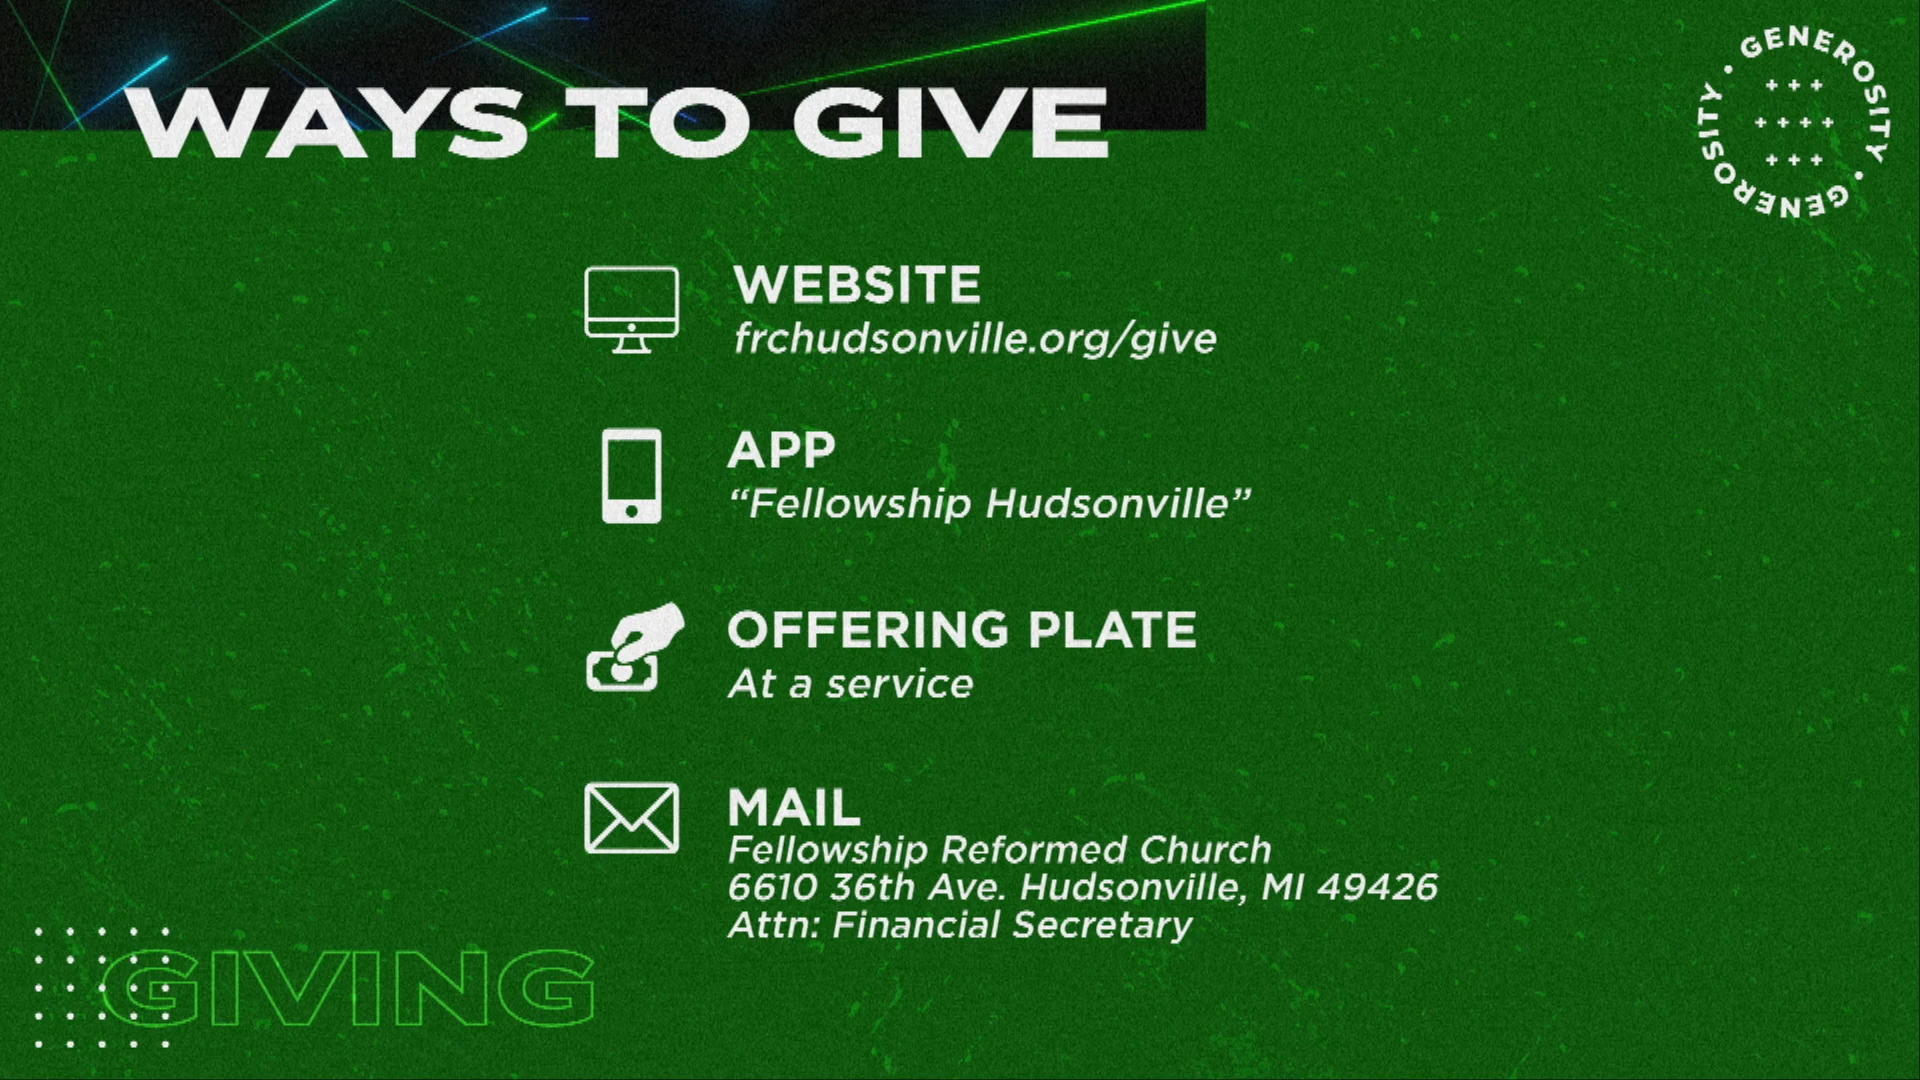 WAYS TO GIVE
GENEROSITY • GENEROSITY •
WEBSITE
frchudsonville.org/give
APP
“Fellowship Hudsonville”
OFFERING PLATE
At a service
MAIL
Fellowship Reformed Church
6610 36th Ave. Hudsonville, MI 49426
Attn: Financial Secretary
GIVING